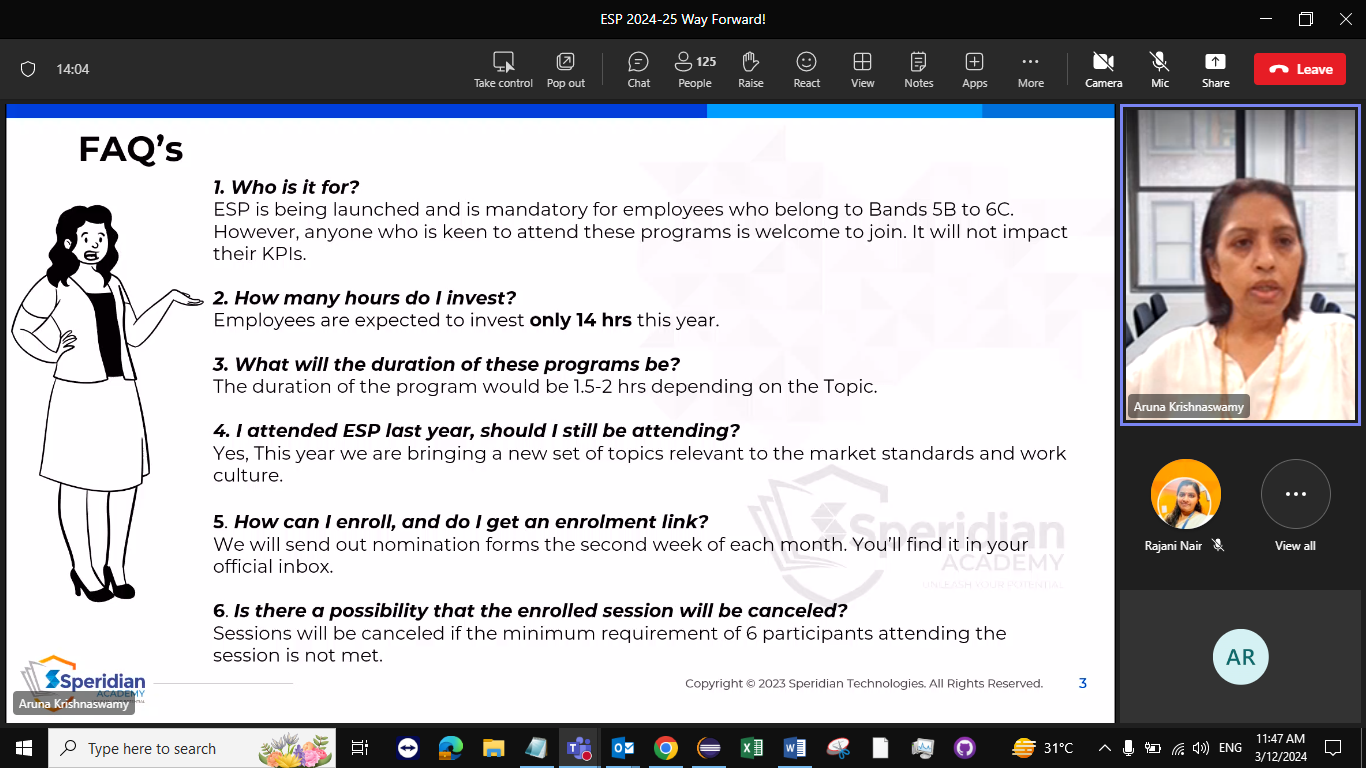 ESP 2024-25 Way Forward!
14:04
Take control
Pop out
Chat
125
People
Raise
React
View
Notes
Apps
More
Camera
Mic
Share
Leave
FAQ's
1. Who is it for?
ESP is being launched and is mandatory for employees who belong to Bands 5B to 6C.
However, anyone who is keen to attend these programs is welcome to join. It will not impact
their KPIs.
2. How many hours do I invest?
Employees are expected to invest only 14 hrs this year.
3. What will the duration of these programs be?
The duration of the program would be 1.5-2 hrs depending on the Topic.
4. I attended ESP last year, should I still be attending?
Yes, This year we are bringing a new set of topics relevant to the market standards and work
culture.
5. How can I enroll, and do I get an enrolment link?
We will send out nomination forms the second week of each month. You'll find it in your
official inbox.
6. Is there a possibility that the enrolled session will be canceled?
Sessions will be canceled if the minimum requirement of 6 participants attending the
session is not met.
Speridian
ACADEMY
UNLEASH YOUR POTENTIAL
Speridian
ACADEMY
Aruna Krishnaswamy
Copyright © 2023 Speridian Technologies. All Rights Reserved.
3
Aruna Krishnaswamy
Rajani Nair
View all
AR
Type here to search
31°C
ENG
11:47 AM
3/12/2024